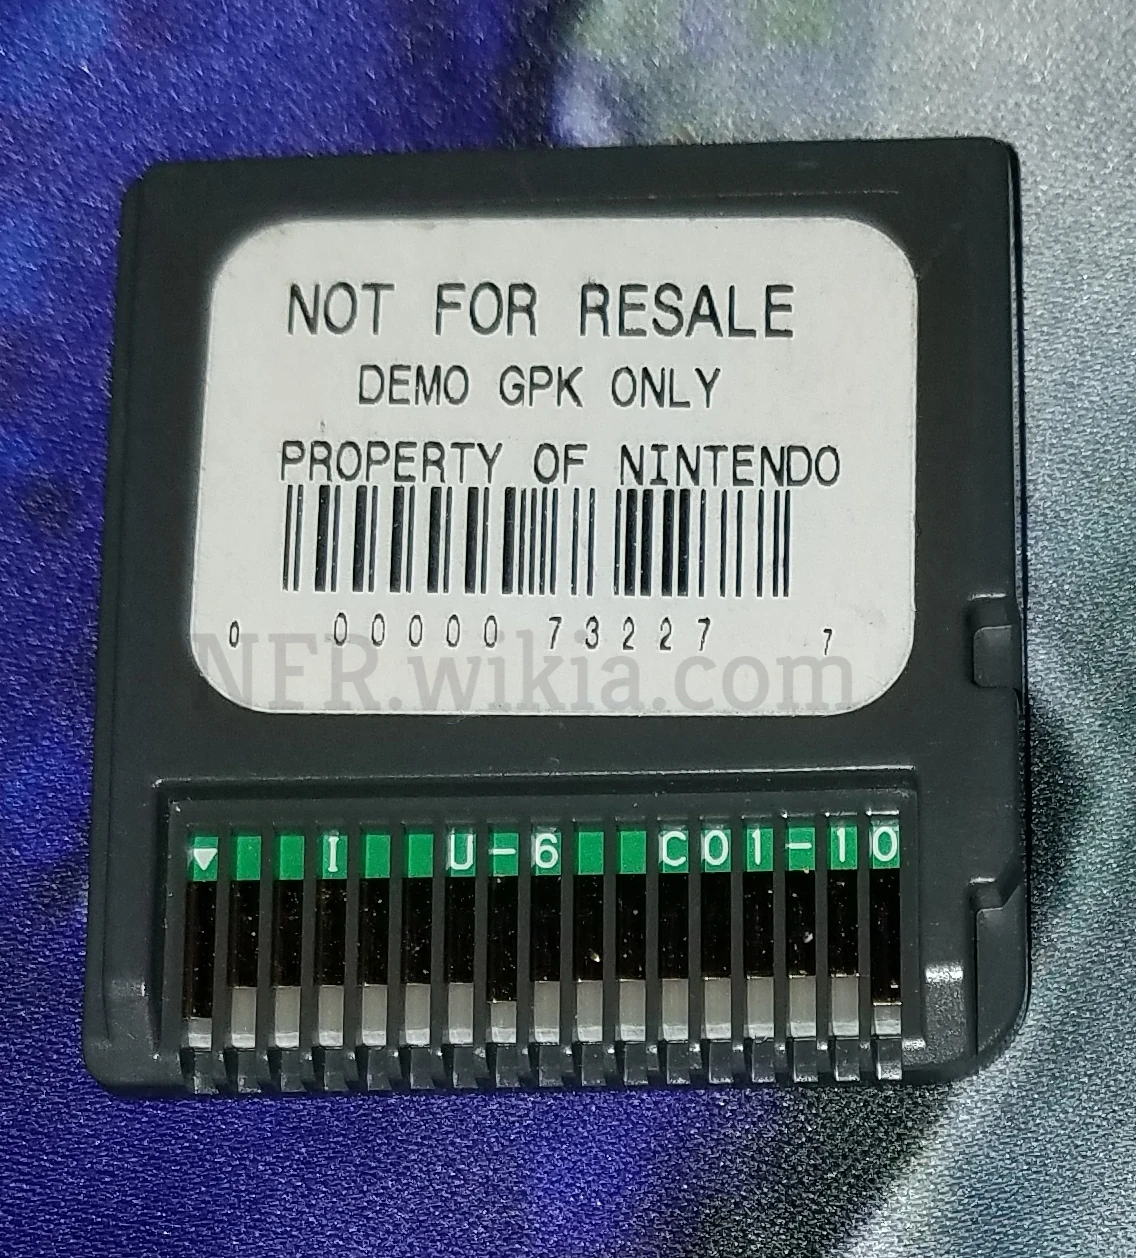 NOT FOR RESALE
DEMO GPK ONLY
PROPERTY OF NINTENDO
0 00000 73227 7
NFR.wikia.com
I U-6 C01-10